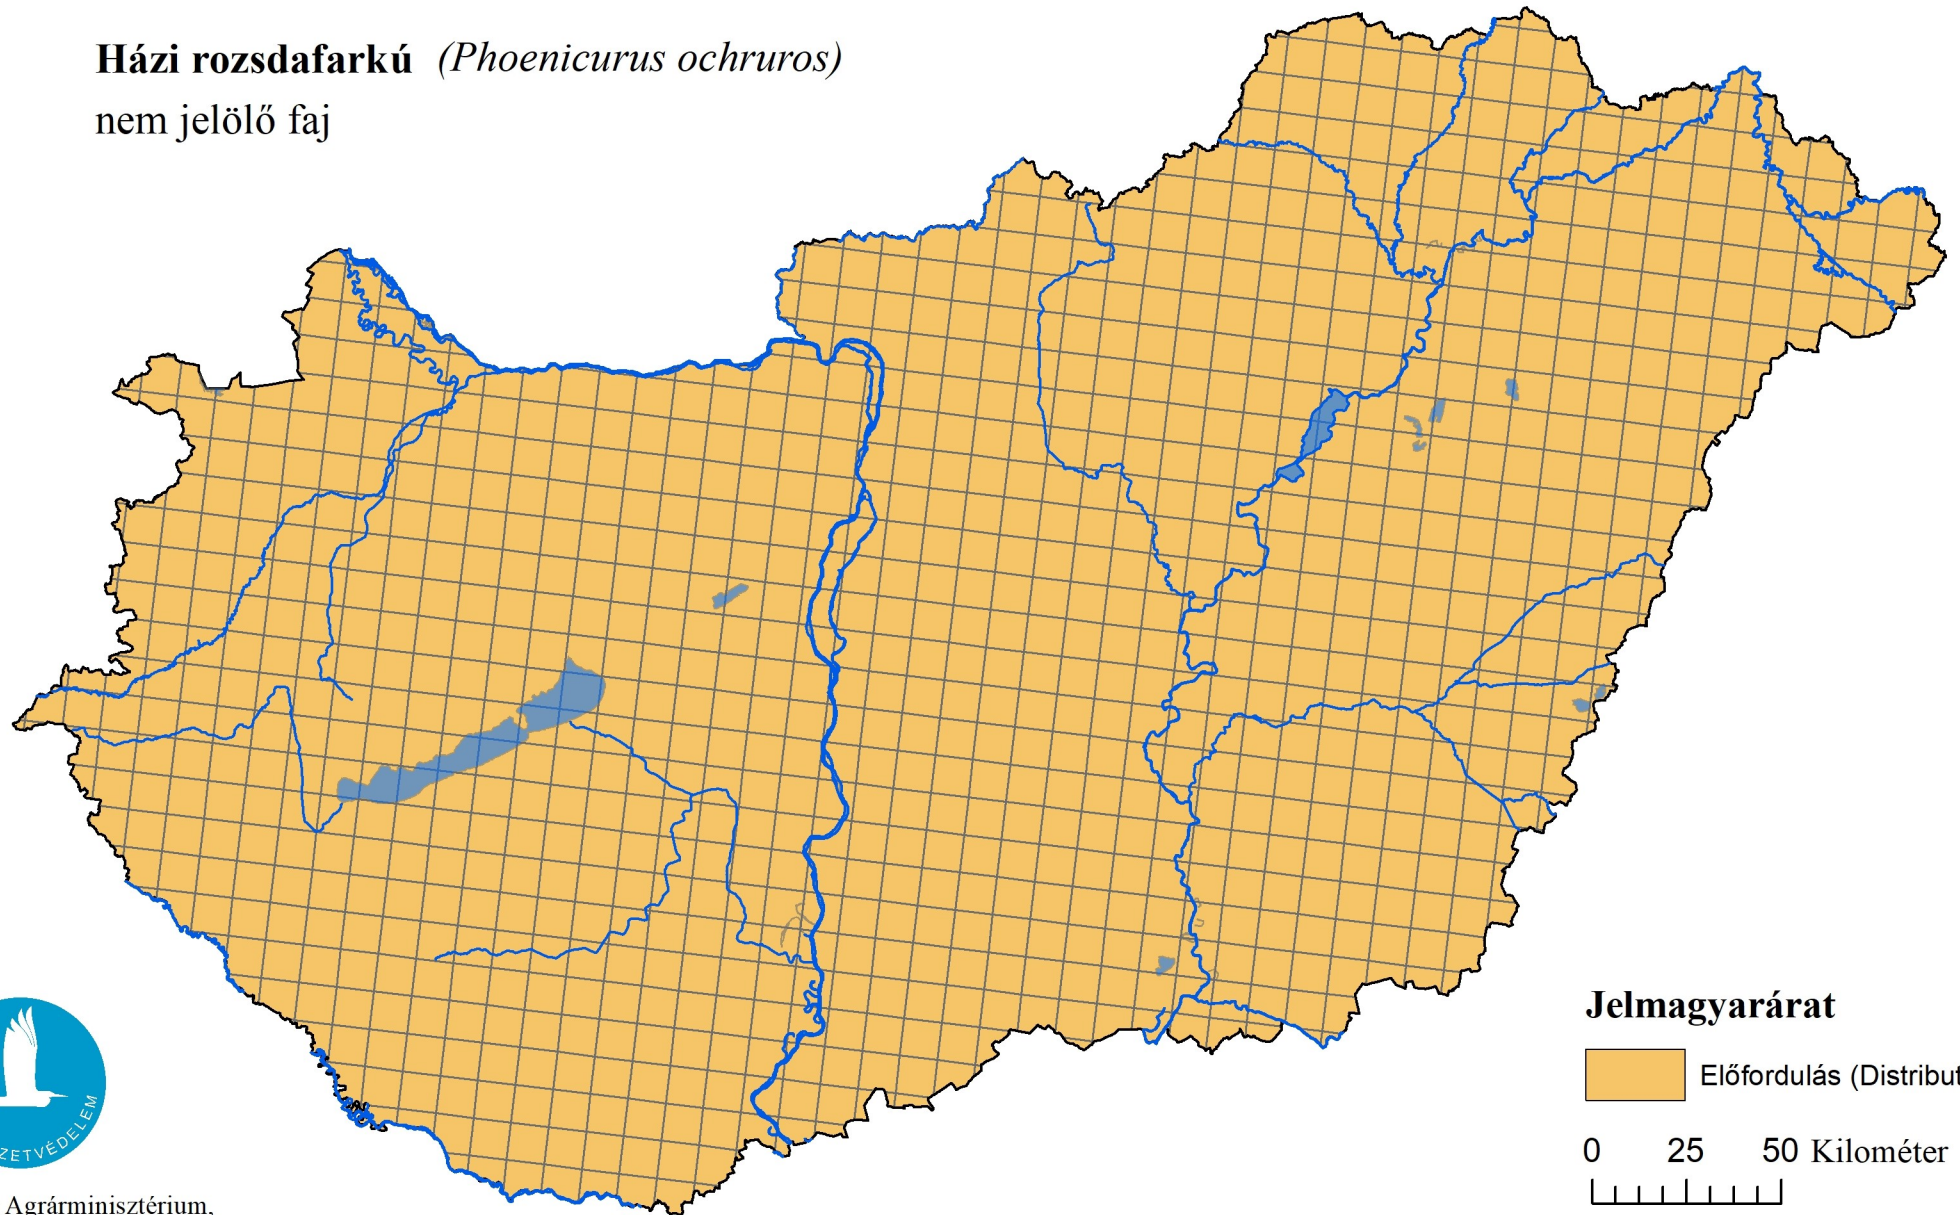 Házi rozsdafarkú (Phoenicurus ochruros)
nem jelölő faj
Jelmagyarárat
Előfordulás (Distribut
0 25 50 Kilométer
ZETVÉDELEM
Agrárminisztérium,